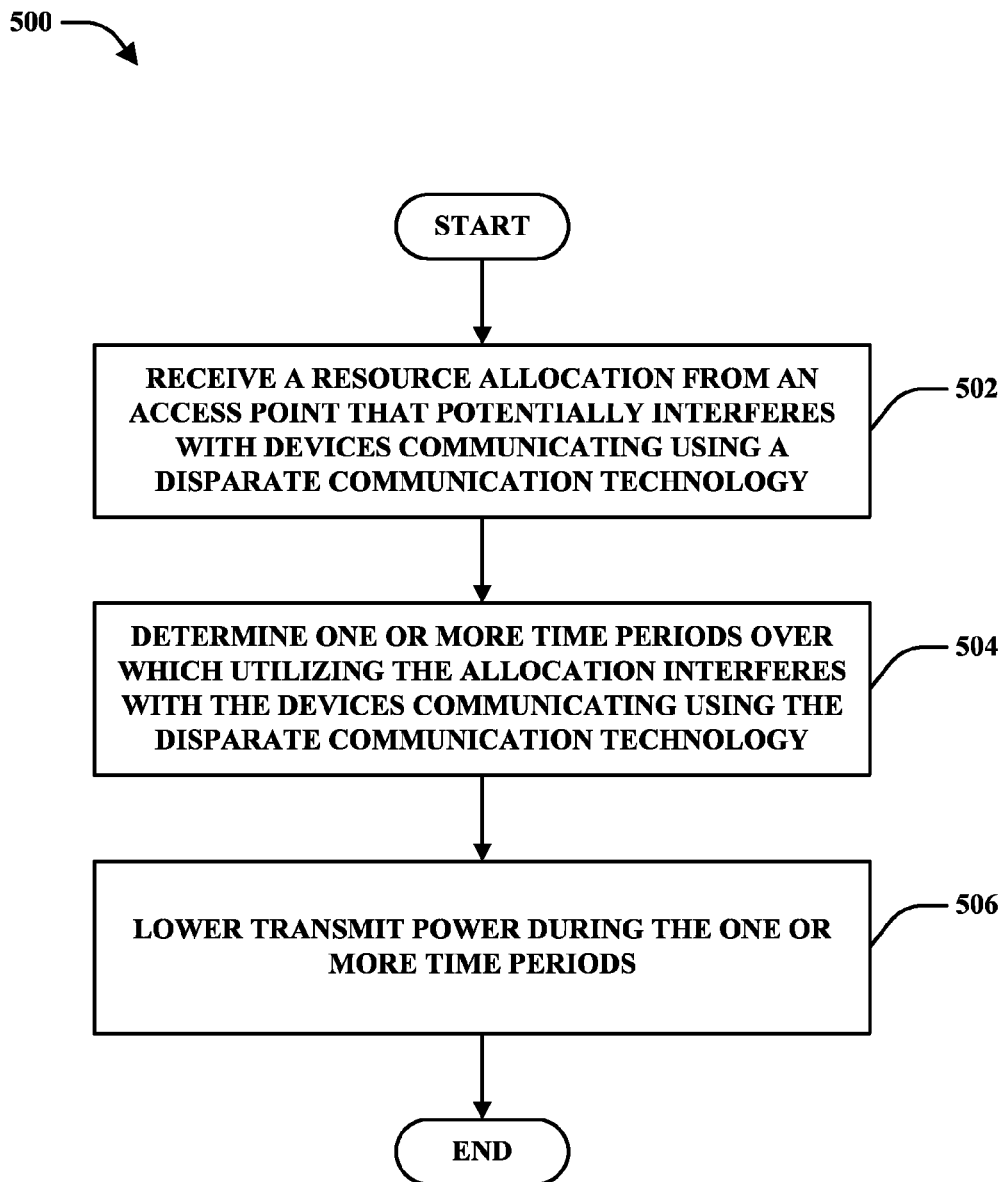 500
START
RECEIVE A RESOURCE ALLOCATION FROM AN
ACCESS POINT THAT POTENTIALLY INTERFERES
WITH DEVICES COMMUNICATING USING A
DISPARATE COMMUNICATION TECHNOLOGY
502
DETERMINE ONE OR MORE TIME PERIODS OVER
WHICH UTILIZING THE ALLOCATION INTERFERES
WITH THE DEVICES COMMUNICATING USING THE
DISPARATE COMMUNICATION TECHNOLOGY
504
LOWER TRANSMIT POWER DURING THE ONE OR
MORE TIME PERIODS
506
END